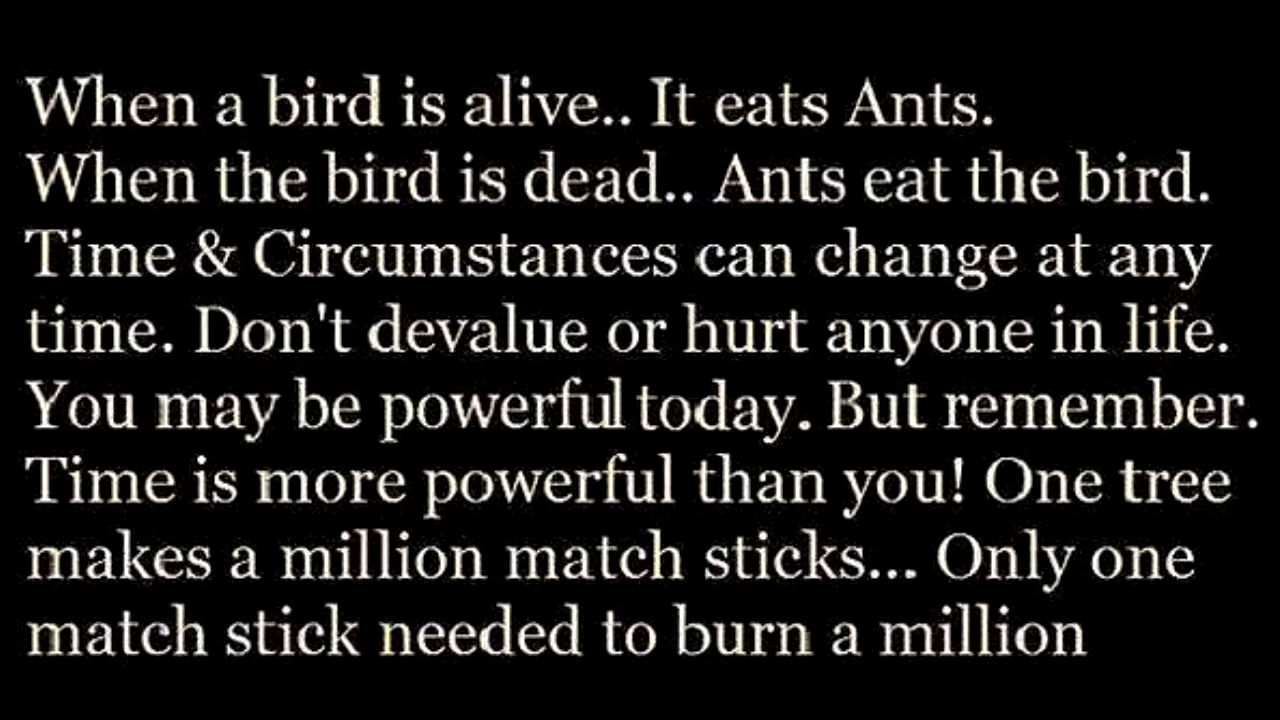 When a bird is alive.. It eats Ants.
When the bird is dead.. Ants eat the bird.
Time & Circumstances can change at any
time. Don't devalue or hurt anyone in life.
You may be powerful today. But remember.
Time is more powerful than you! One tree
makes a million match sticks... Only one
match stick needed to burn a million